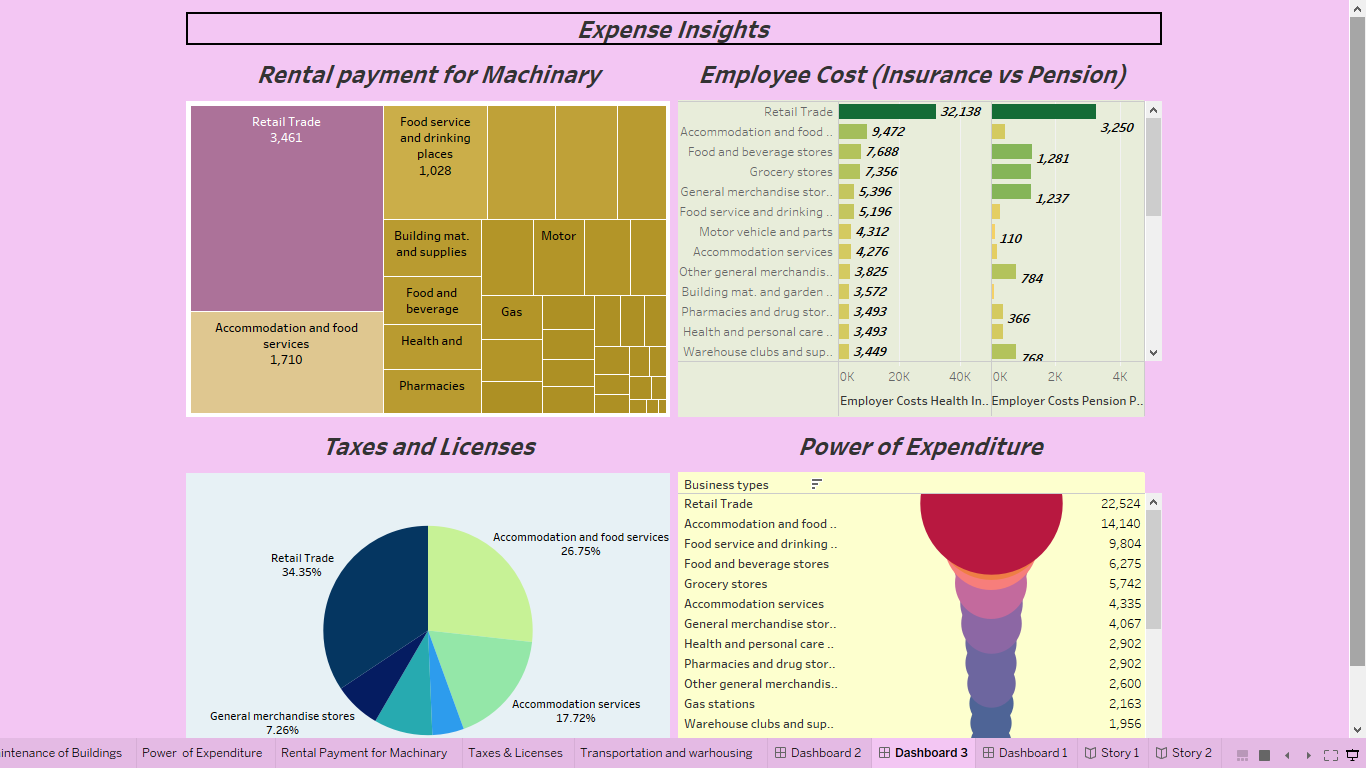 Expense Insights
Rental payment for Machinary
Retail Trade
3,461
Accommodation and food
services
1,710
Food service
and drinking
places
1,028
Building mat.
and supplies
Motor
Food and
beverage
Gas
Health and
Pharmacies
Employee Cost (Insurance vs Pension)
Retail Trade 32,138 3,250
Accommodation and food .. 9,472
Food and beverage stores 7,688 1,281
Grocery stores 7,356
General merchandise stor.. 5,396 1,237
Food service and drinking .. 5,196
Motor vehicle and parts 4,312 110
Accommodation services 4,276
Other general merchandis.. 3,825 784
Building mat. and garden .. 3,572
Pharmacies and drug stor.. 3,493 366
Health and personal care .. 3,493
Warehouse clubs and sup.. 3,449 768
0K 20K 40K 0K 2K 4K
Employer Costs Health In.. Employer Costs Pension P..
Taxes and Licenses
Accommodation and food services
26.75%
Retail Trade
34.35%
Accommodation services
17.72%
General merchandise stores
7.26%
Power of Expenditure
Business types
Retail Trade 22,524
Accommodation and food .. 14,140
Food service and drinking .. 9,804
Food and beverage stores 6,275
Grocery stores 5,742
Accommodation services 4,335
General merchandise stor.. 4,067
Health and personal care .. 2,902
Pharmacies and drug stor.. 2,902
Other general merchandis.. 2,600
Gas stations 2,163
Warehouse clubs and sup.. 1,956
intenance of Buildings Power of Expenditure Rental Payment for Machinary Taxes & Licenses Transportation and warhousing Dashboard 2 Dashboard 3 Dashboard 1 Story 1 Story 2